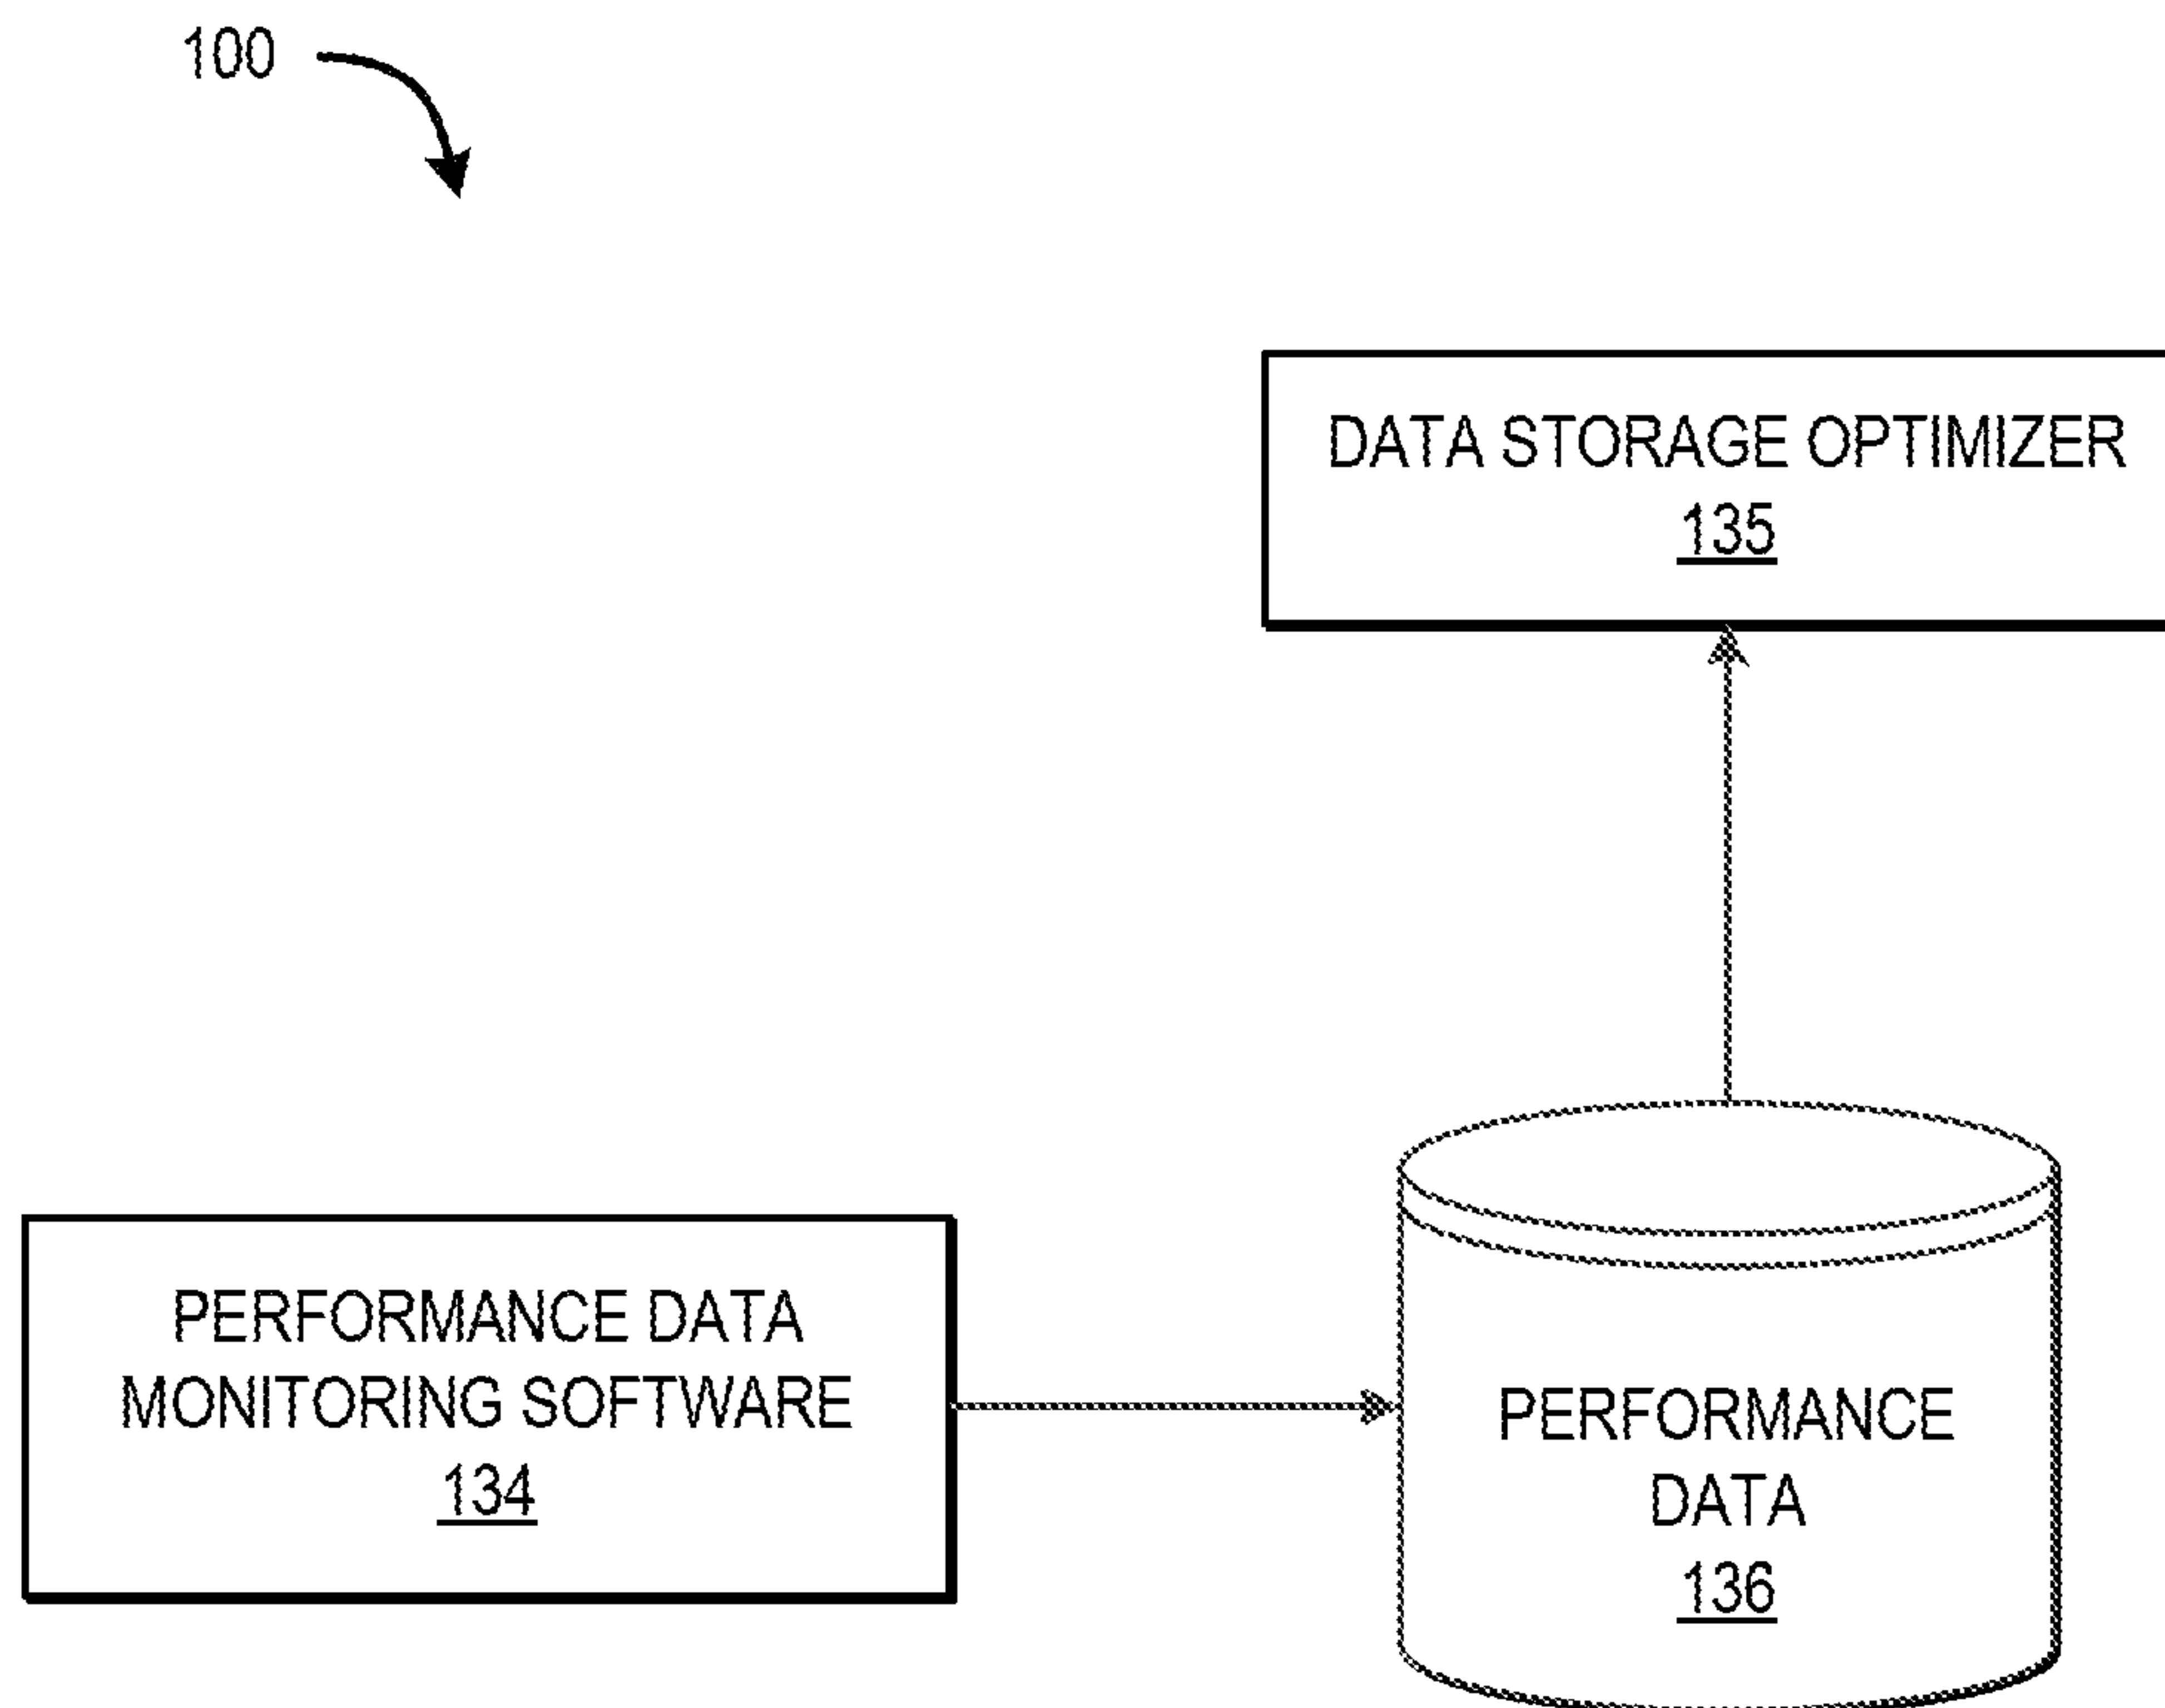 100
DATA STORAGE OPTIMIZER
135
PERFORMANCE DATA
MONITORING SOFTWARE
134
PERFORMANCE
DATA
136